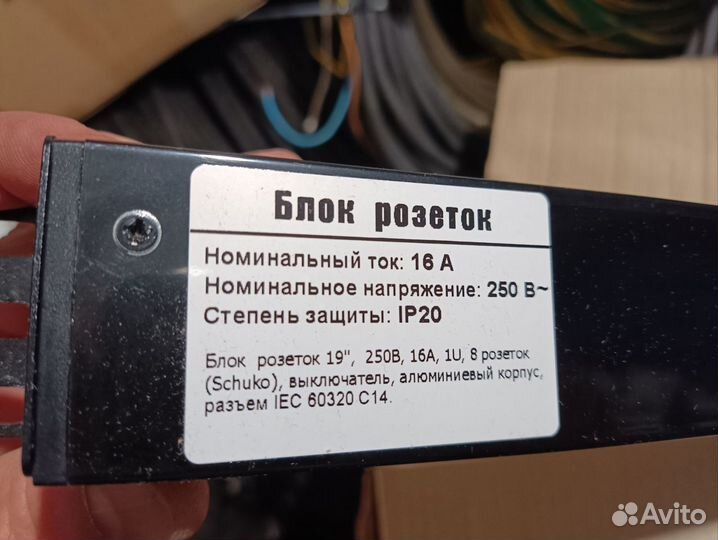 Блок розеток
Номинальный ток: 16 А
Номинальное напряжение: 250 В~
Степень защиты: IP20
Блок розеток 19", 250В, 16А, 1U, 8 розеток
(Schuko), выключатель, алюминиевый корпус,
разъем IEC 60320 C14.
Avito